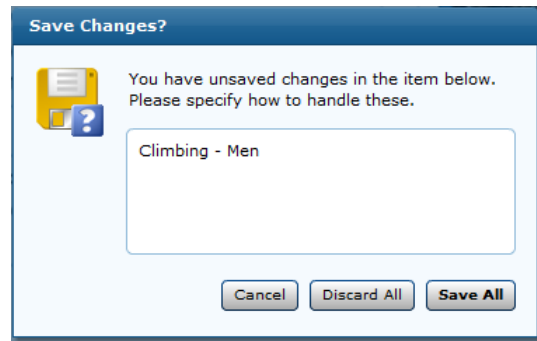 Save Changes?
You have unsaved changes in the item below.
Please specify how to handle these.
Climbing - Men
Cancel Discard All Save All